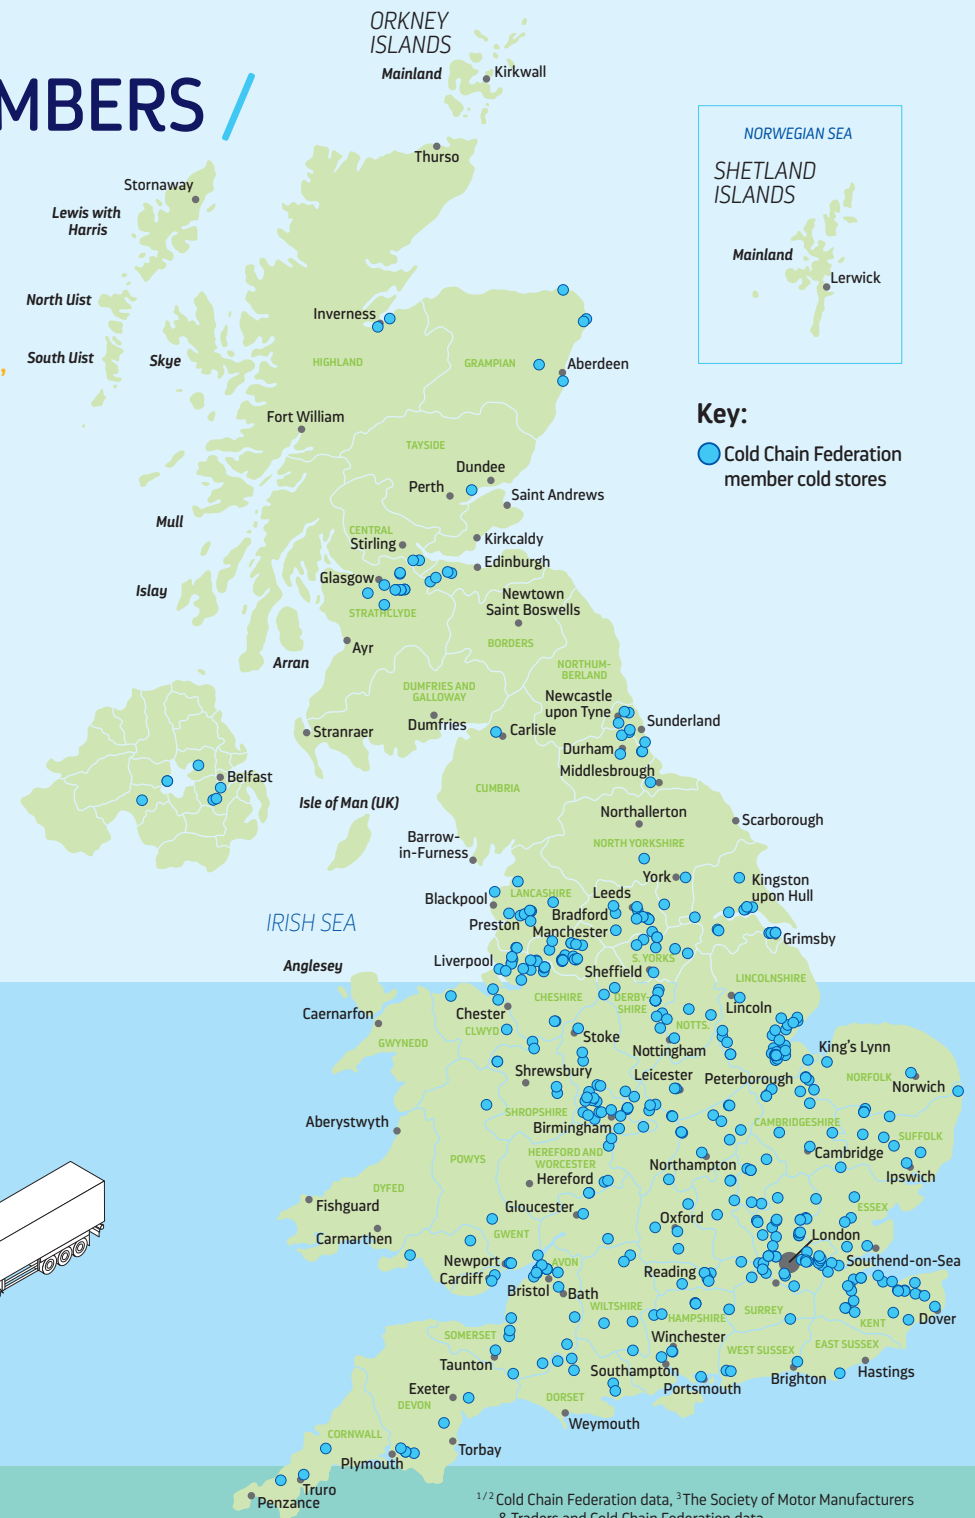 ORKNEY
ISLANDS
Mainland
Kirkwall
MBERS /
Thurso
NORWEGIAN SEA
SHETLAND
ISLANDS
Mainland
Lerwick
Stornaway
Lewis with
Harris
North Uist
South Uist
Skye
Inverness
HIGHLAND
GRAMPIAN
Aberdeen
,
Key:
Cold Chain Federation
member cold stores
Fort William
TAYSIDE
Dundee
Perth
Saint Andrews
Mull
CENTRAL
Stirling
Kirkcaldy
Edinburgh
Glasgow
Islay
STRATHCLYDE
Newtown
Saint Boswells
Ayr
BORDERS
Arran
NORTHUM-
BERLAND
DUMFRIES AND
GALLOWAY
Newcastle
upon Tyne
Sunderland
Stranraer
Dumfries
Carlisle
Durham
Middlesbrough
Belfast
CUMBRIA
Isle of Man (UK)
Northallerton
Scarborough
Barrow-
in-Furness
NORTH YORKSHIRE
York
Kingston
upon Hull
Blackpool
LANCASHIRE
Leeds
Bradford
Preston
Manchester
Grimsby
IRISH SEA
Liverpool
S. YORKS
Sheffield
Anglesey
LINCOLNSHIRE
CHESHIRE
DERBY-
SHIRE
Lincoln
Caernarfon
Chester
CLWYD
NOTTS.
Stoke
GWYNEDD
Nottingham
King's Lynn
Shrewsbury
Leicester
Peterborough
NORFOLK
Norwich
SHROPSHIRE
Aberystwyth
Birmingham
CAMBRIDGESHIRE
SUFFOLK
POWYS
HEREFORD AND
WORCESTER
Cambridge
Northampton
Ipswich
Hereford
DYFED
Fishguard
Gloucester
Oxford
ESSEX
Carmarthen
GWENT
London
Newport
AVON
Southend-on-Sea
Cardiff
Reading
Bristol
Bath
WILTSHIRE
HAMPSHIRE
SURREY
KENT
Dover
SOMERSET
Winchester
WEST SUSSEX
EAST SUSSEX
Taunton
Southampton
Portsmouth
Brighton
Hastings
Exeter
DEVON
DORSET
Weymouth
CORNWALL
Torbay
Plymouth
Truro
Penzance
1/2 Cold Chain Federation data, 3 The Society of Motor Manufacturers
& Traders and Cold Chain Federation data